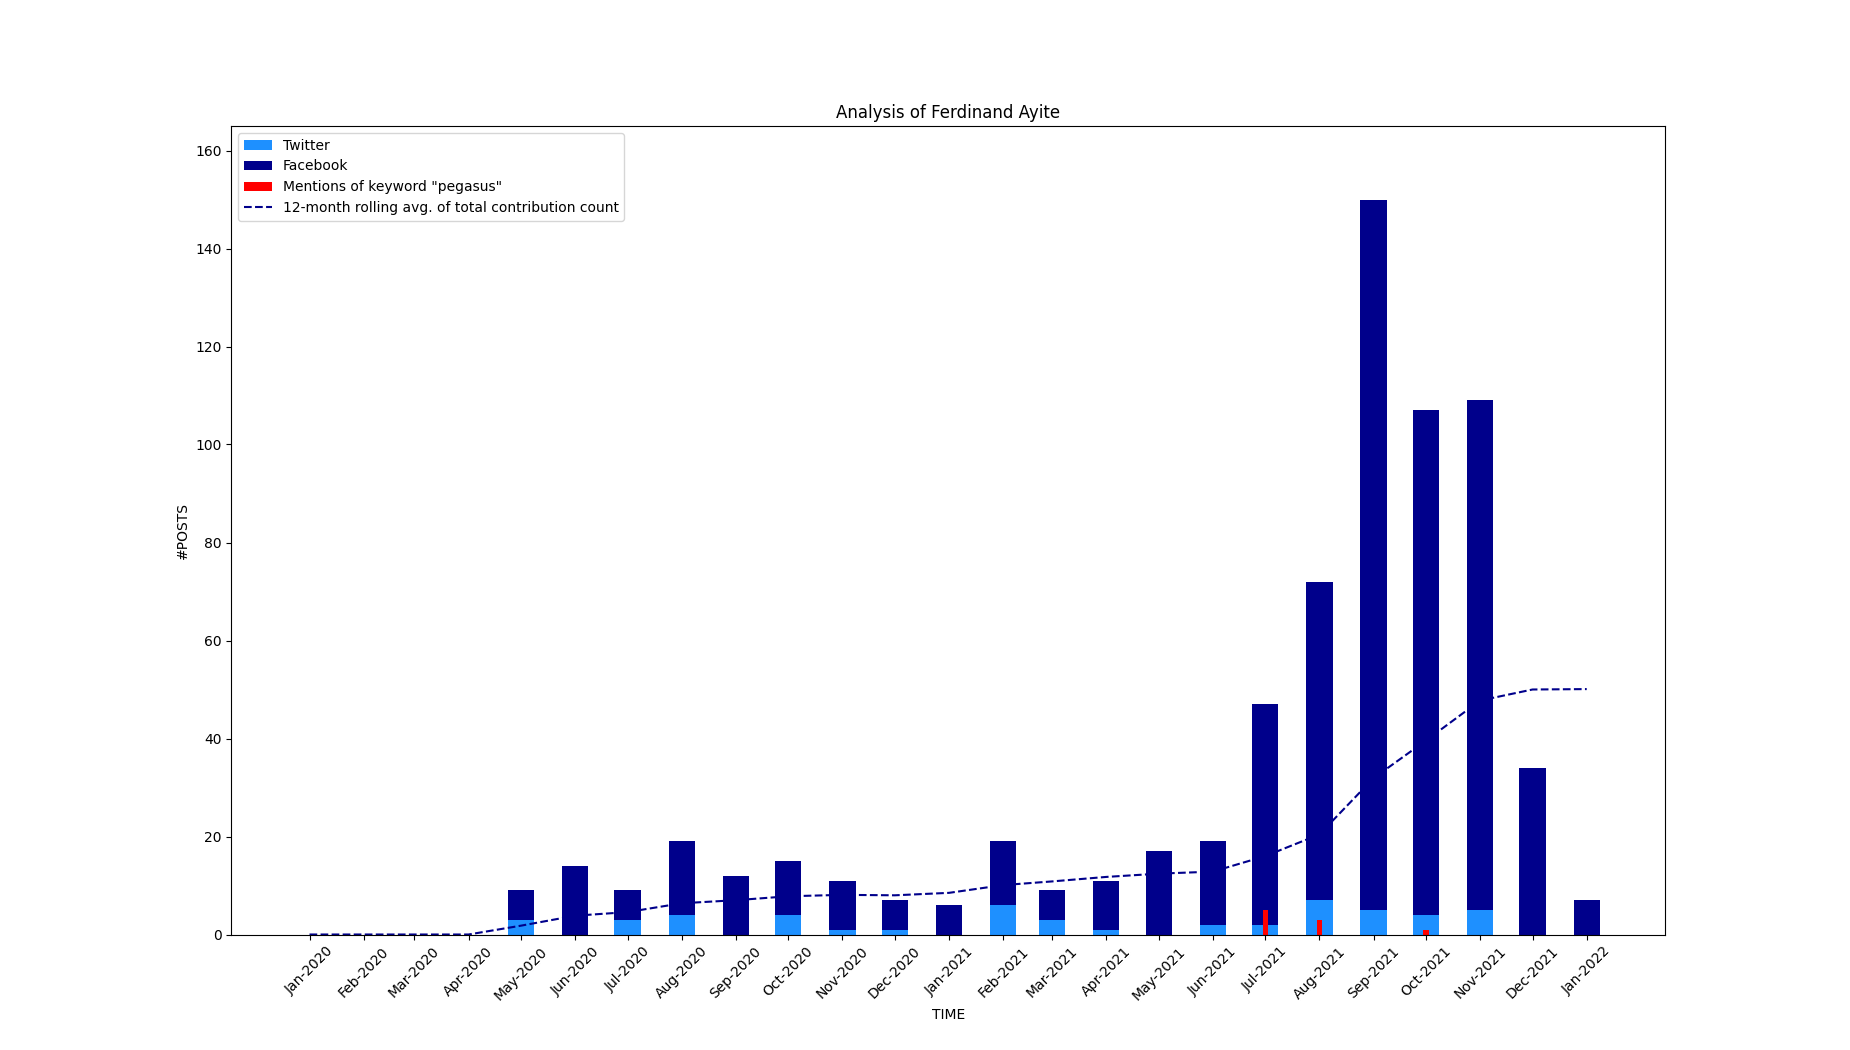 Analysis of Ferdinand Ayite
Twitter
Facebook
Mentions of keyword "pegasus"
12-month rolling avg. of total contribution count
160
140
120
100
80
60
40
20
0
#POSTS
Jan-2020
Feb-2020
Mar-2020
Apr-2020
May-2020
Jun-2020
Jul-2020
Aug-2020
Sep-2020
Oct-2020
Nov-2020
Dec-2020
Jan-2021
Feb-2021
Mar-2021
Apr-2021
May-2021
Jun-2021
Jul-2021
Aug-2021
Sep-2021
Oct-2021
Nov-2021
Dec-2021
Jan-2022
TIME